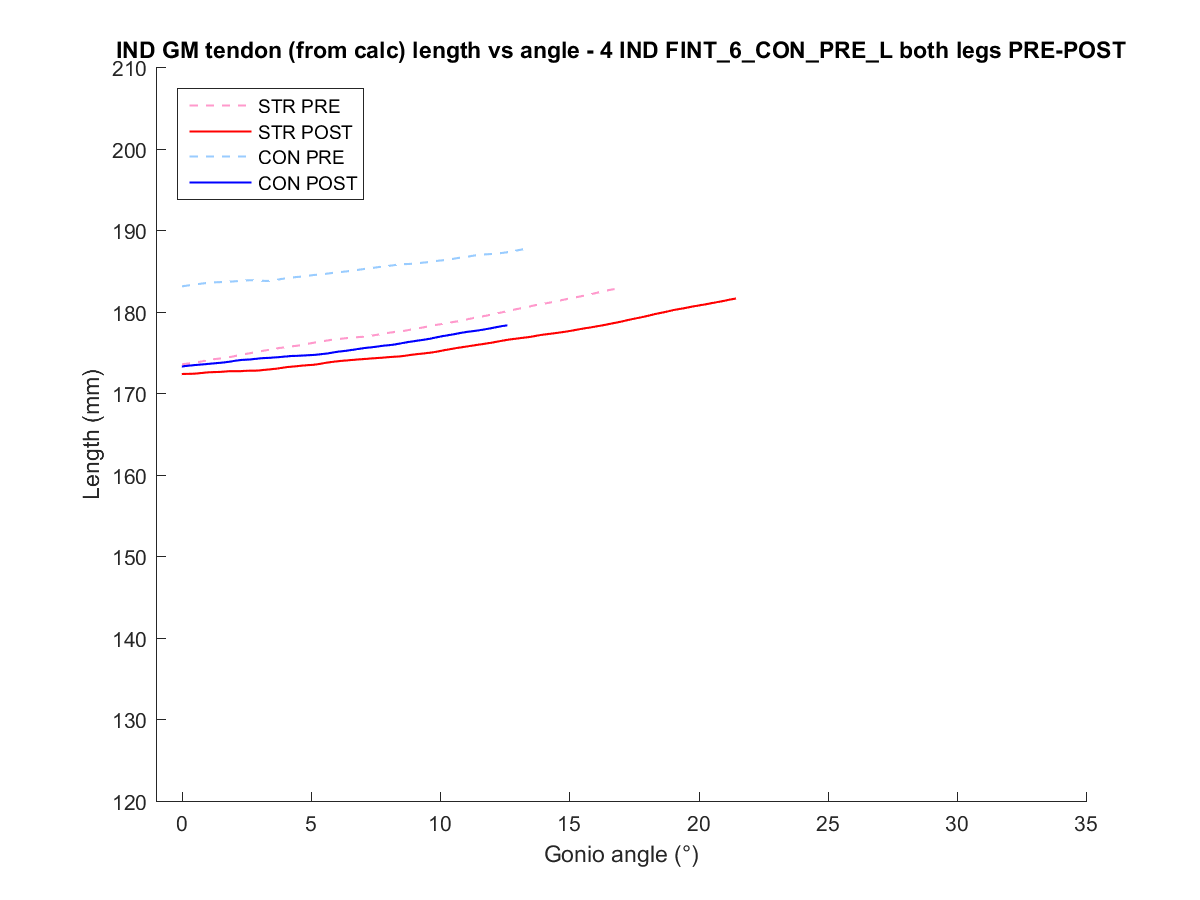 IND GM tendon (from calc) length vs angle - 4 IND FINT_6_CON_PRE_L both legs PRE-POST
210
200
190
180
170
160
150
140
130
120
STR PRE
STR POST
CON PRE
CON POST
Length (mm)
0 5 10 15 20 25 30 35
Gonio angle (°)